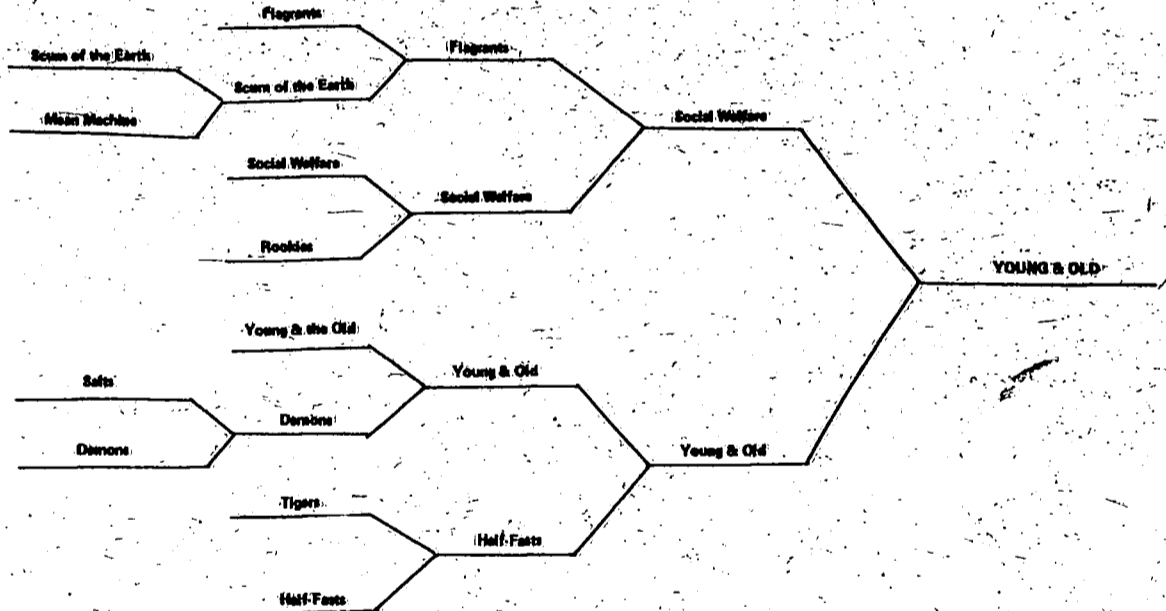 Flagrants
Scum of the Earth
Flagrants
Scum of the Earth
Mean Machine
Social Welfare
Social Welfare
Social Welfare
Rookies
YOUNG & OLD
Young & the Old
Young & Old
Salts
Demons
Demons
Young & Old
Tigers
Half-Fasts
Half-Fasts